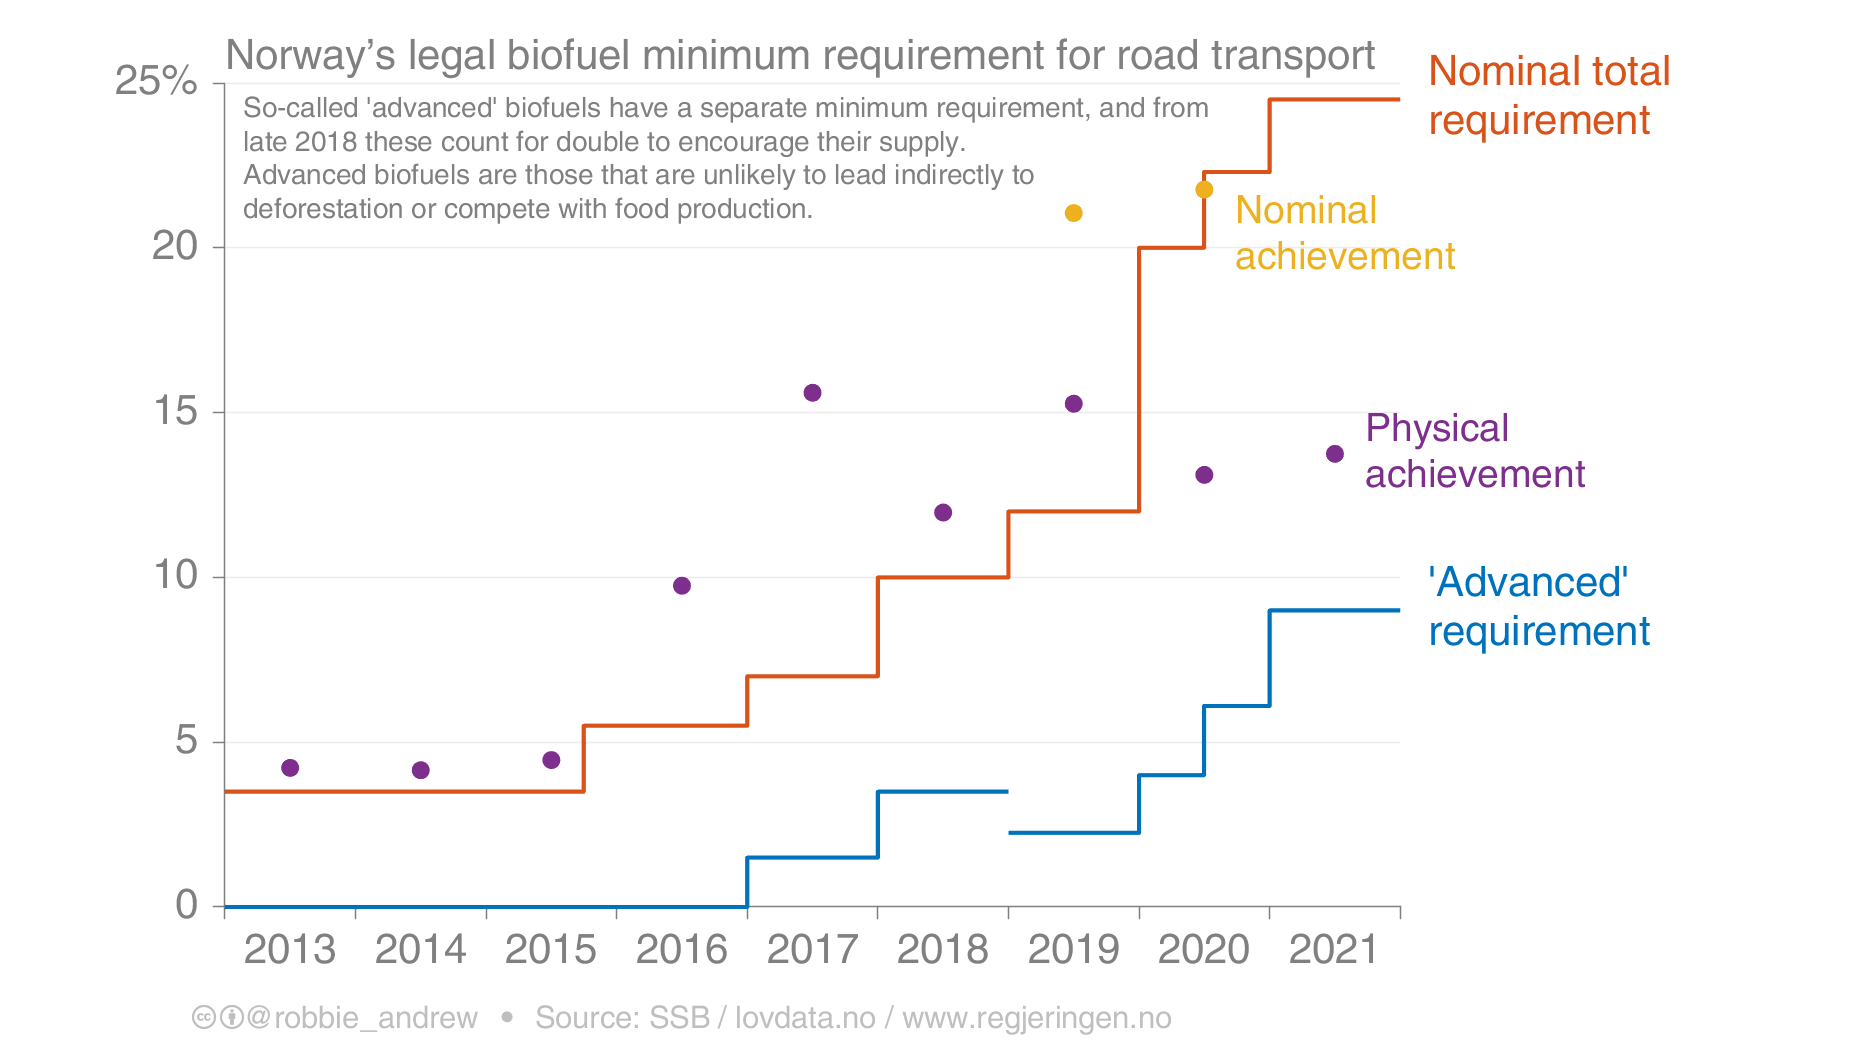 Norway’s legal biofuel minimum requirement for road transport
25%
So-called 'advanced' biofuels have a separate minimum requirement, and from
late 2018 these count for double to encourage their supply.
Advanced biofuels are those that are unlikely to lead indirectly to
deforestation or compete with food production.
Nominal total
requirement
Nominal
achievement
20
15
Physical
achievement
10
'Advanced'
requirement
5
0
2013 2014 2015 2016 2017 2018 2019 2020 2021
cc @robbie_andrew • Source: SSB / lovdata.no / www.regjeringen.no